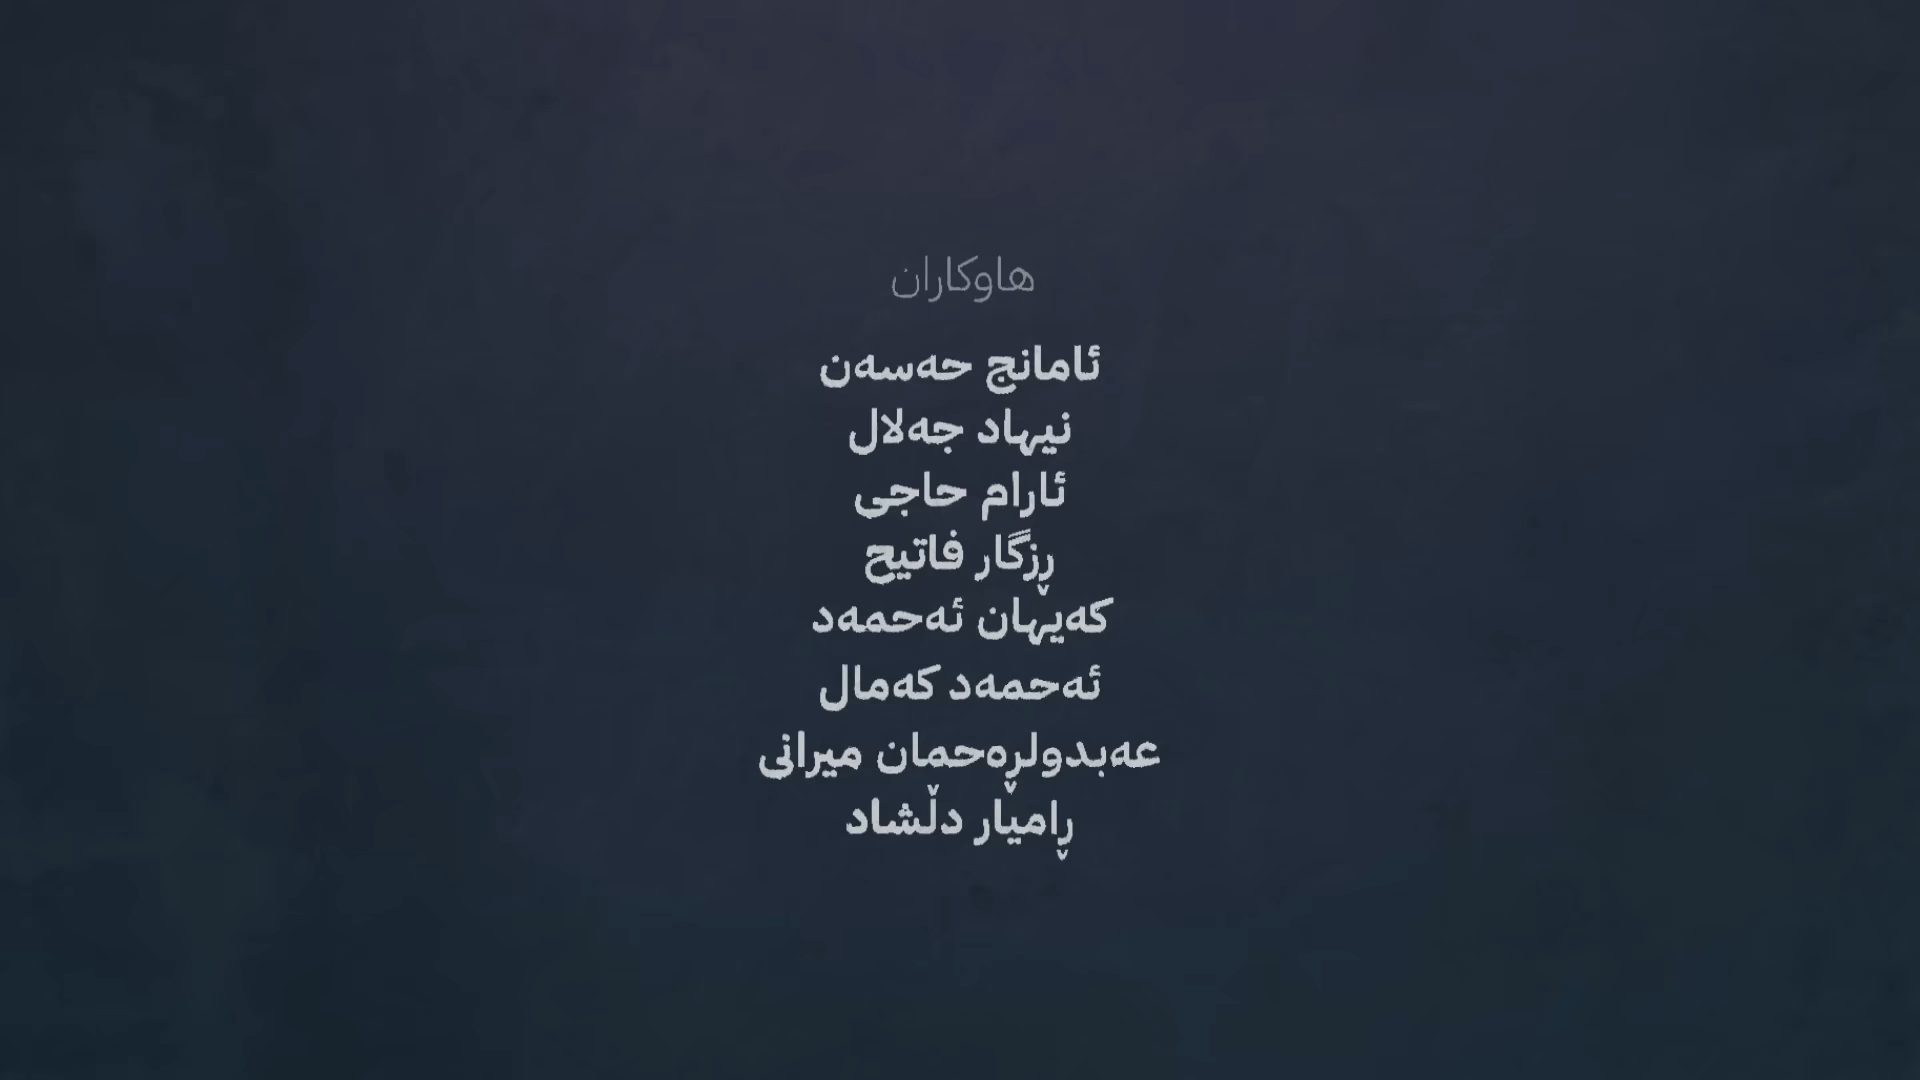 هاوکاران
ئامانج حەسەن
نیهاد جەلال
ئارام حاجی
ڕزگار فاتیح
کەیهان ئەحمەد
ئەحمەد کەمال
عەبدولڕەحمان میرانی
ڕامیار دڵشاد